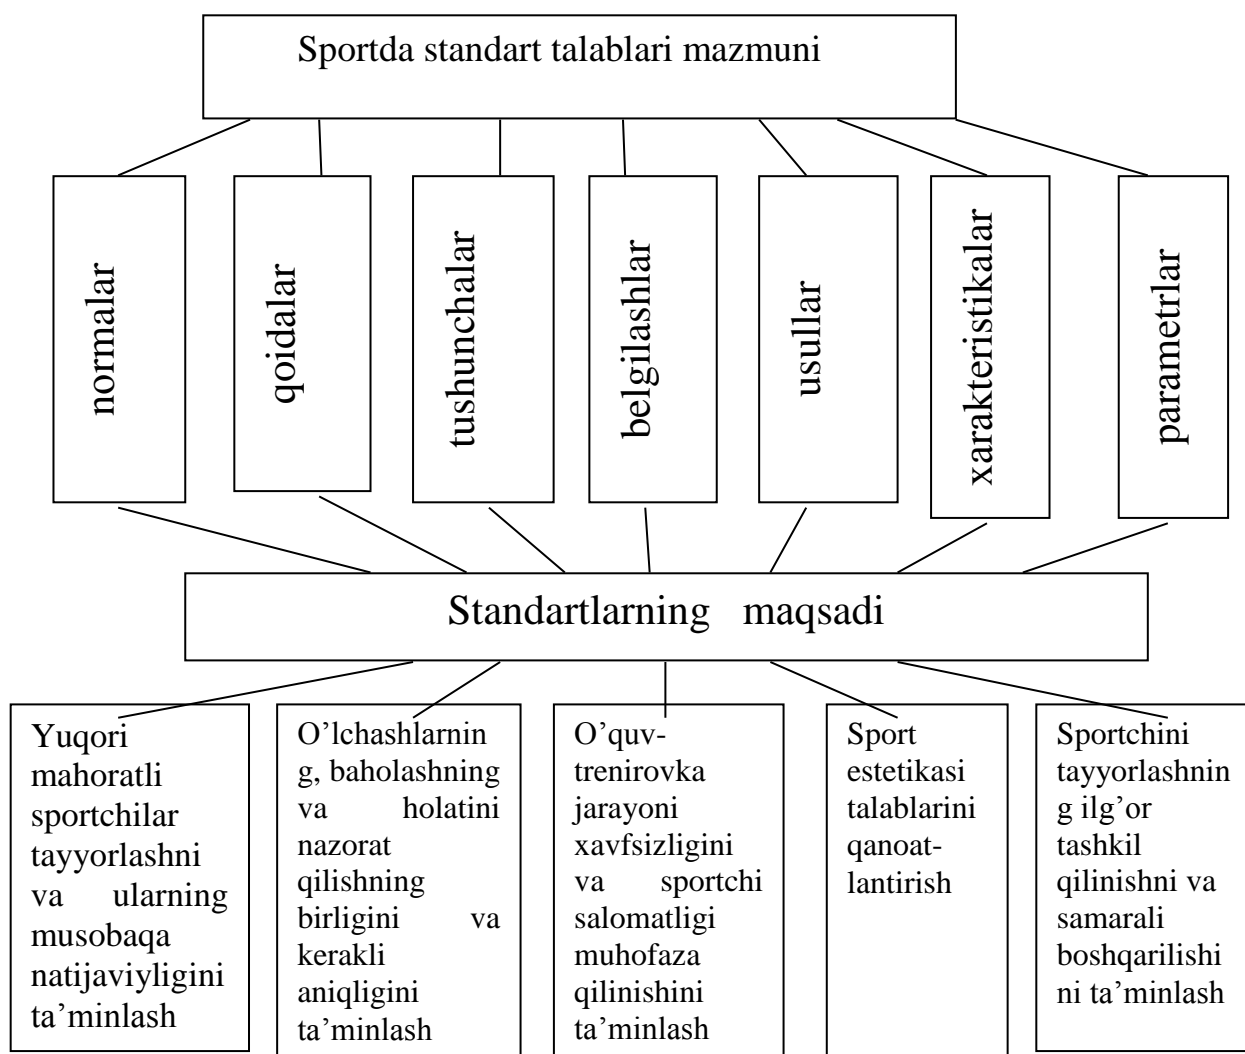 Sportda standart talablari mazmuni
normalar
qoidalar
tushunchalar
belgilashlar
usullar
xarakteristikalar
parametrlar
Standartlarning maqsadi
Yuqori
mahoratli
sportchilar
tayyorlashni
va ularning
musobaqa
natijaviyligini
ta’minlash
O’lchashlarnin
g, baholashning
va holatini
nazorat
qilishning
birligini va
kerakli
aniqligini
ta’minlash
O’quv-
trenirovka
jarayoni
xavfsizligini
va sportchi
salomatligi
muhofaza
qilinishini
ta’minlash
Sport
estetikasi
talablarini
qanoat-
lantirish
Sportchini
tayyorlashnin
g ilg’or
tashkil
qilinishni va
samarali
boshqarilishi
ni ta’minlash